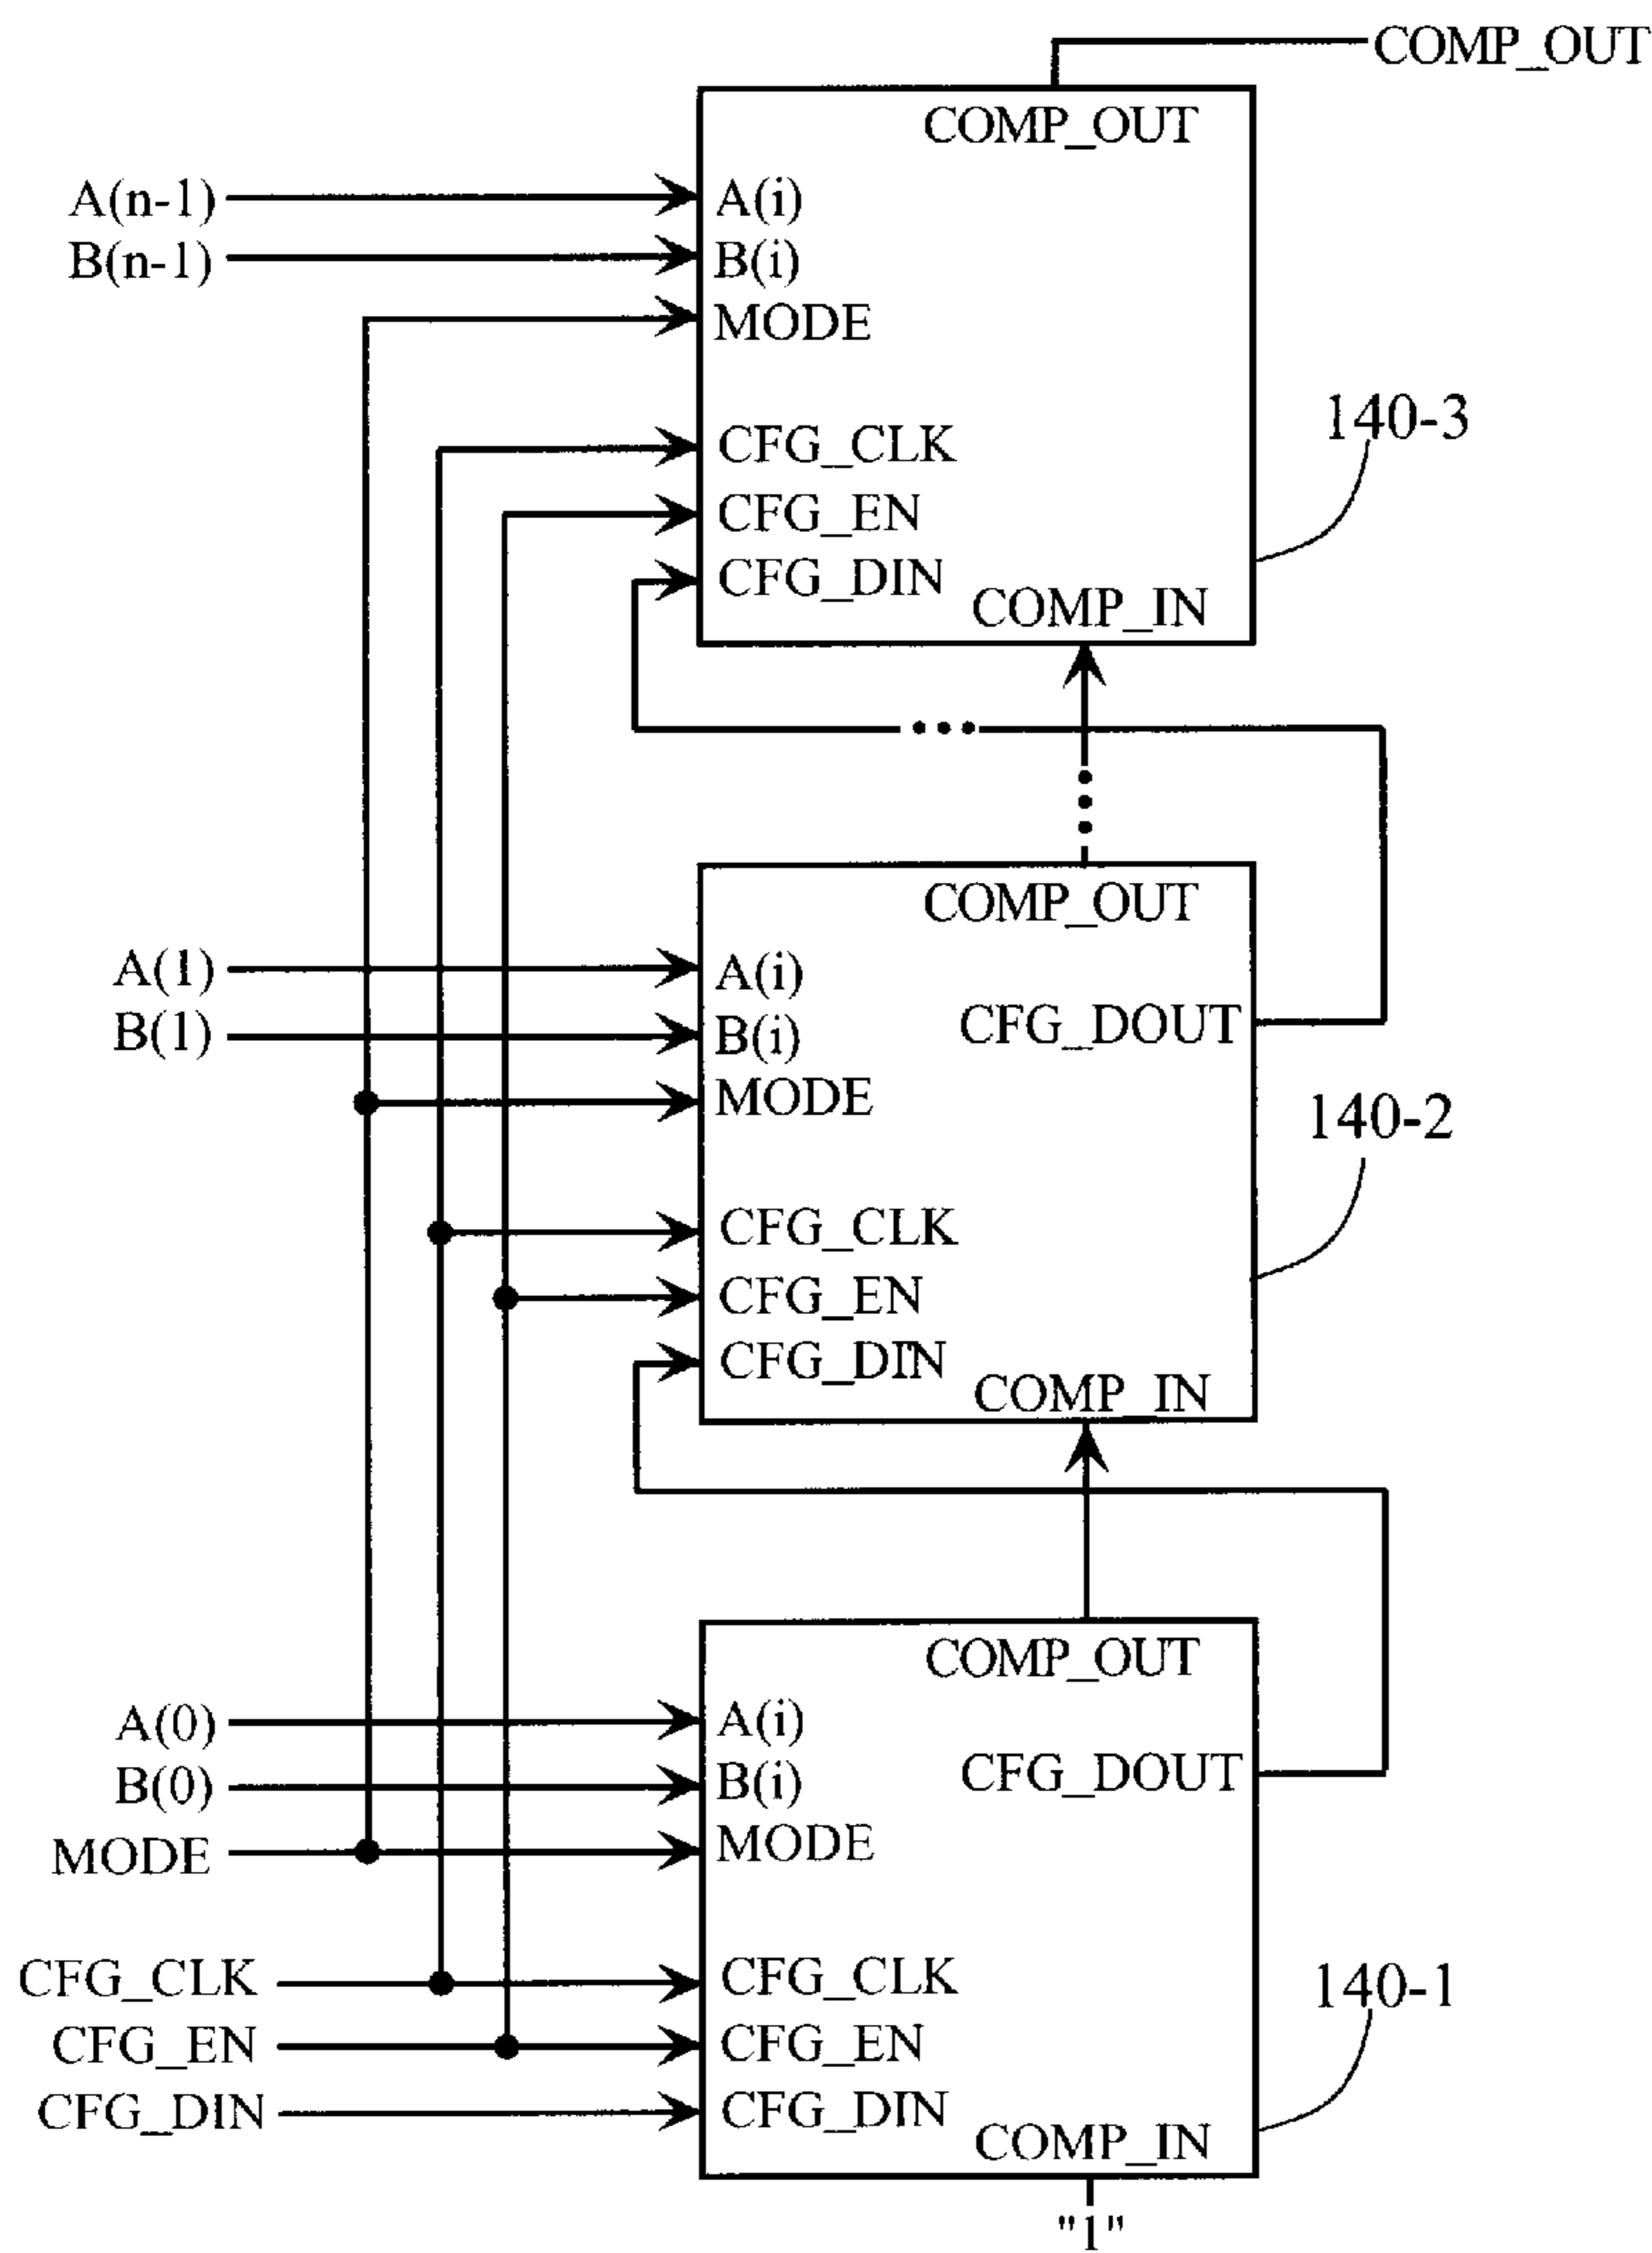 COMP_OUT
COMP_OUT
A(n-1)
A(i)
B(n-1)
B(i)
MODE
140-3
CFG_CLK
CFG_EN
CFG_DIN
COMP_IN
COMP_OUT
A(1)
A(i)
B(1)
B(i)
CFG_DOUT
MODE
140-2
CFG_CLK
CFG_EN
CFG_DIN
COMP_IN
COMP_OUT
A(0)
A(i)
B(0)
B(i)
CFG_DOUT
MODE
MODE
CFG_CLK
CFG_CLK
140-1
CFG_EN
CFG_EN
CFG_DIN
CFG_DIN
COMP_IN
"1"